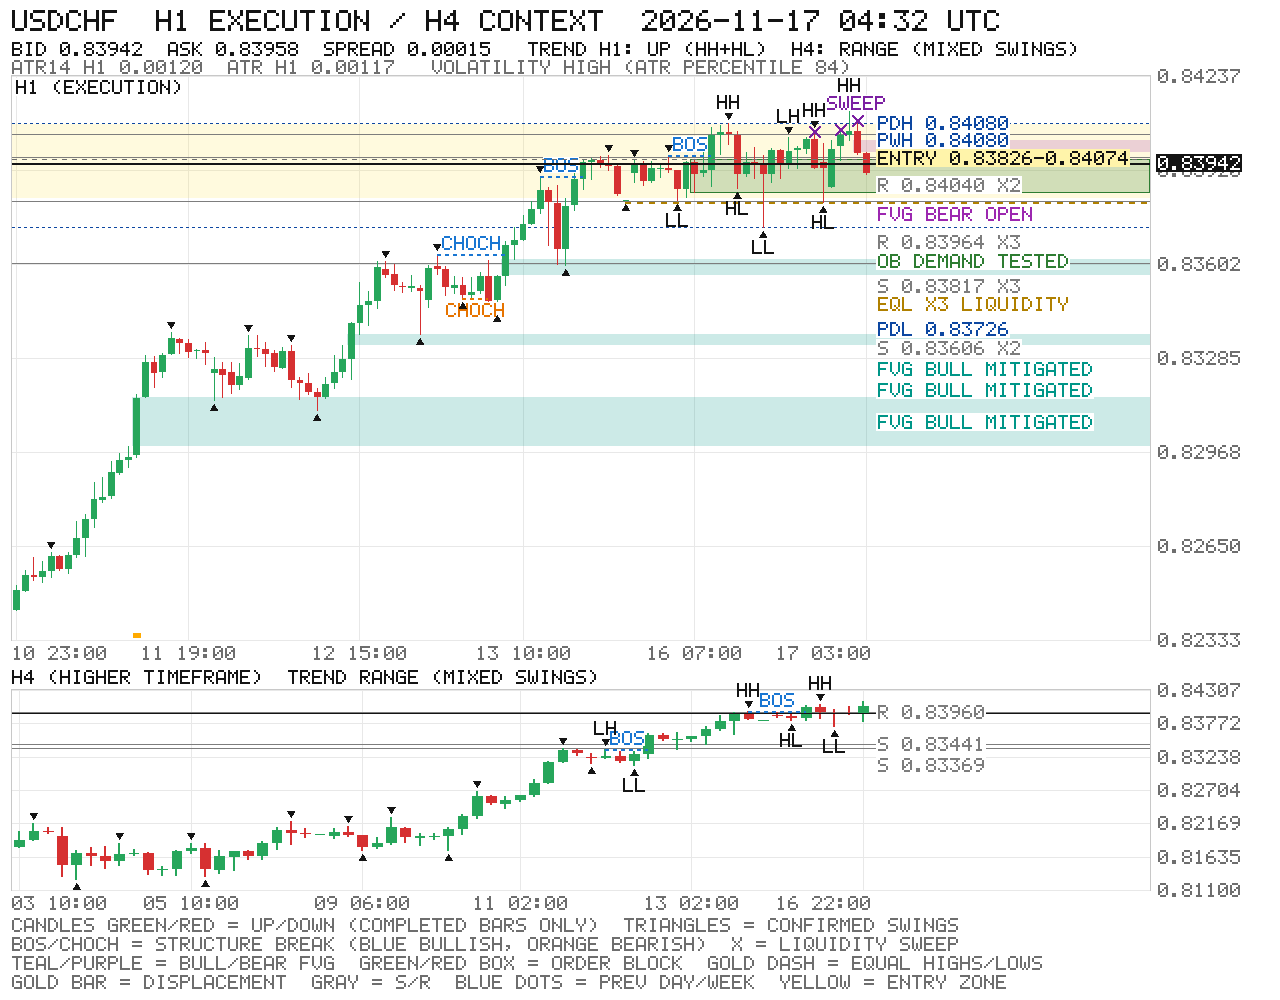 USDCHF H1 EXECUTION / H4 CONTEXT 2026-11-17 04:32 UTC
BID 0.83942 ASK 0.83958 SPREAD 0.00015 TREND H1: UP (HH+HL) H4: RANGE (MIXED SWINGS)
ATR14 H1 0.00120 ATR H1 0.00117 VOLATILITY HIGH (ATR PERCENTILE 84)
H1 (EXECUTION)
0.84237
HH
SWEEP
HH
LH
HH
PDH 0.84080
PWH 0.84080
BOS
ENTRY 0.83826-0.84074
0.83942
BOS
R 0.84040 X2
HL
FVG BEAR OPEN
LL
HL
LL
CHOCH
R 0.83964 X3
OB DEMAND TESTED
0.83602
S 0.83817 X3
EQL X3 LIQUIDITY
CHOCH
PDL 0.83726
S 0.83606 X2
0.83285
FVG BULL MITIGATED
FVG BULL MITIGATED
FVG BULL MITIGATED
0.82968
0.82650
0.82333
10 23:00 11 19:00 12 15:00 13 10:00 16 07:00 17 03:00
H4 (HIGHER TIMEFRAME) TREND RANGE (MIXED SWINGS)
0.84307
HH
BOS
HH
R 0.83960
0.83772
LH
BOS
HL
LL
S 0.83441
0.83238
S 0.83369
LL
0.82704
0.82169
0.81635
0.81100
03 10:00 05 10:00 09 06:00 11 02:00 13 02:00 16 22:00
CANDLES GREEN/RED = UP/DOWN (COMPLETED BARS ONLY) TRIANGLES = CONFIRMED SWINGS
BOS/CHOCH = STRUCTURE BREAK (BLUE BULLISH, ORANGE BEARISH) X = LIQUIDITY SWEEP
TEAL/PURPLE = BULL/BEAR FVG GREEN/RED BOX = ORDER BLOCK GOLD DASH = EQUAL HIGHS/LOWS
GOLD BAR = DISPLACEMENT GRAY = S/R BLUE DOTS = PREV DAY/WEEK YELLOW = ENTRY ZONE